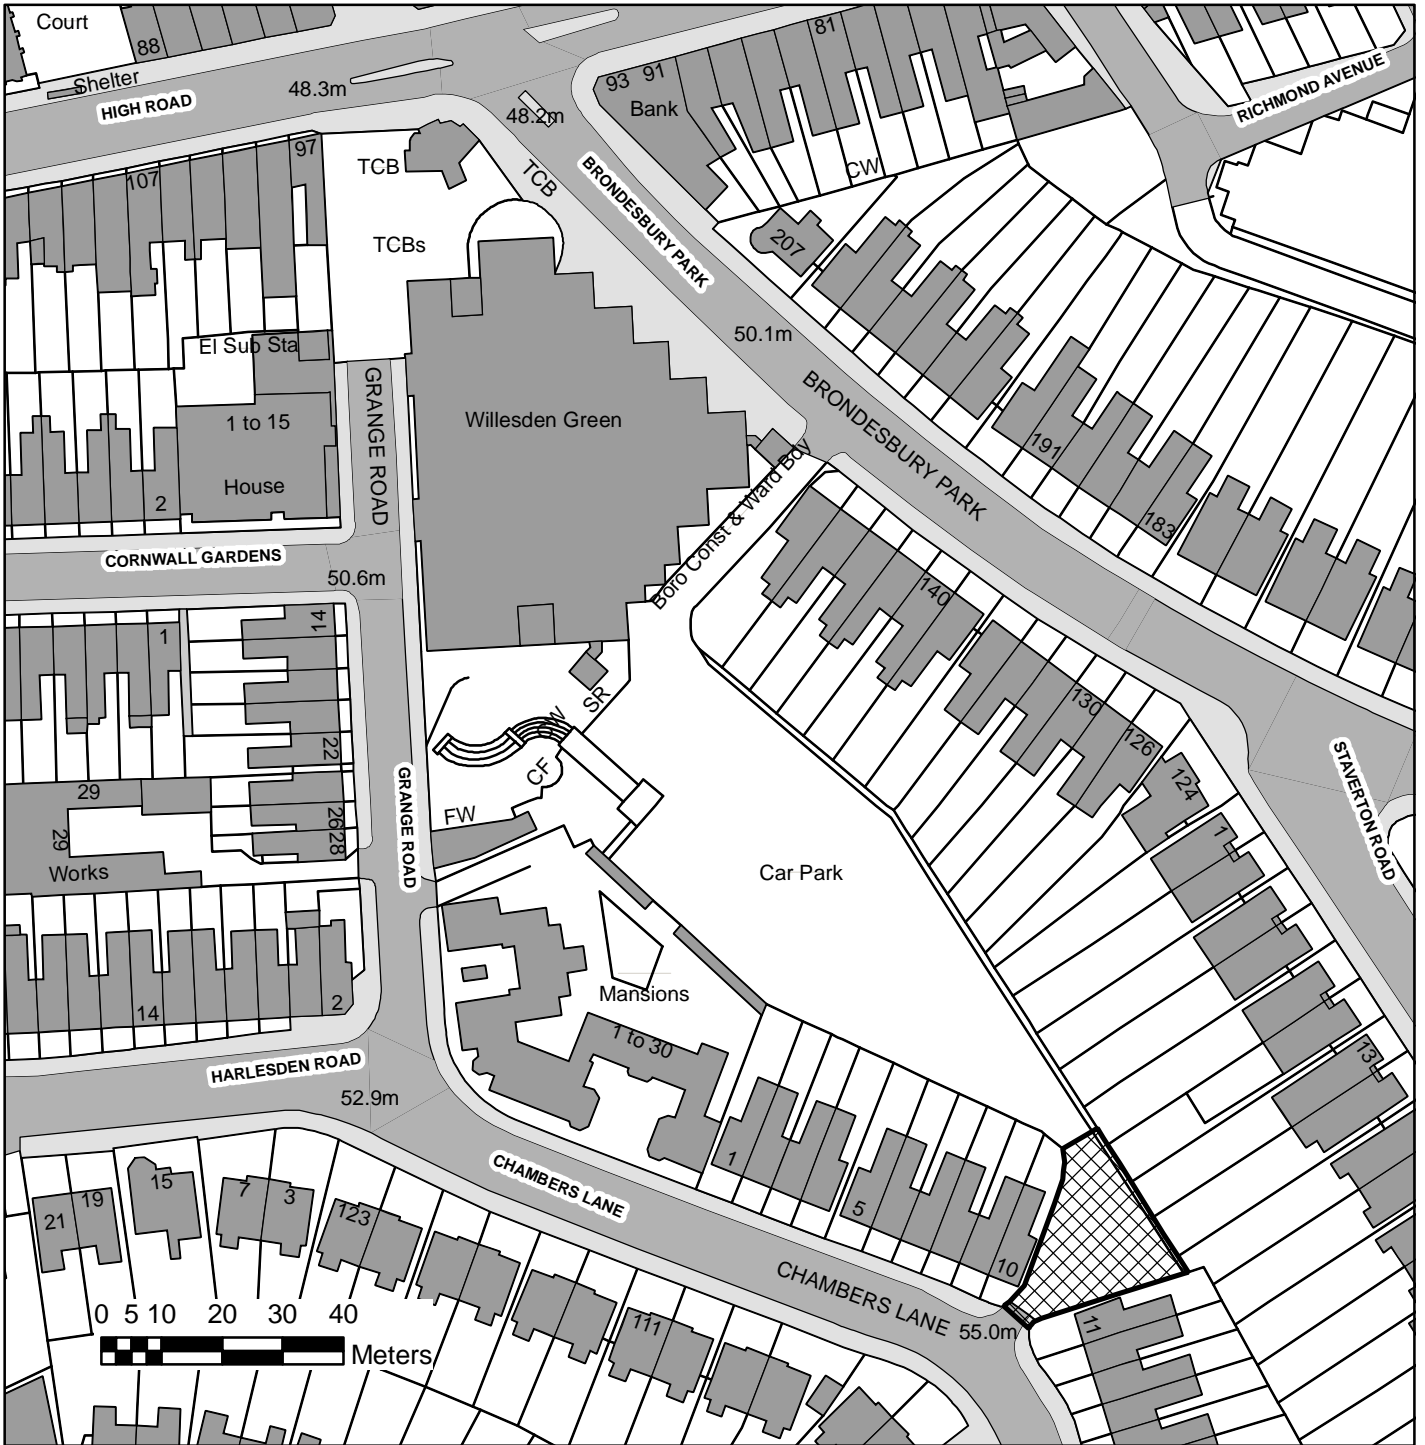 Court
88
Shelter
HIGH ROAD
48.3m
48.2m
93
91
81
Bank
RICHMOND AVENUE
97
107
TCB
TCB
TCBs
BRONDESBURY PARK
CW
207
50.1m
El Sub Sta
GRANGE ROAD
Willesden Green
BRONDESBURY PARK
1 to 15
House
2
191
183
Boro Const & Ward Bdy
CORNWALL GARDENS
50.6m
140
14
1
22
SR
CW
CF
130
126
124
1
STAVERTON ROAD
29
29
26
28
GRANGE ROAD
FW
Works
Car Park
14
2
Mansions
1 to 30
13
HARLESDEN ROAD
52.9m
CHAMBERS LANE
1
5
10
15
19
21
7
3
123
CHAMBERS LANE
55.0m
11
111
0 5 10 20 30 40
Meters